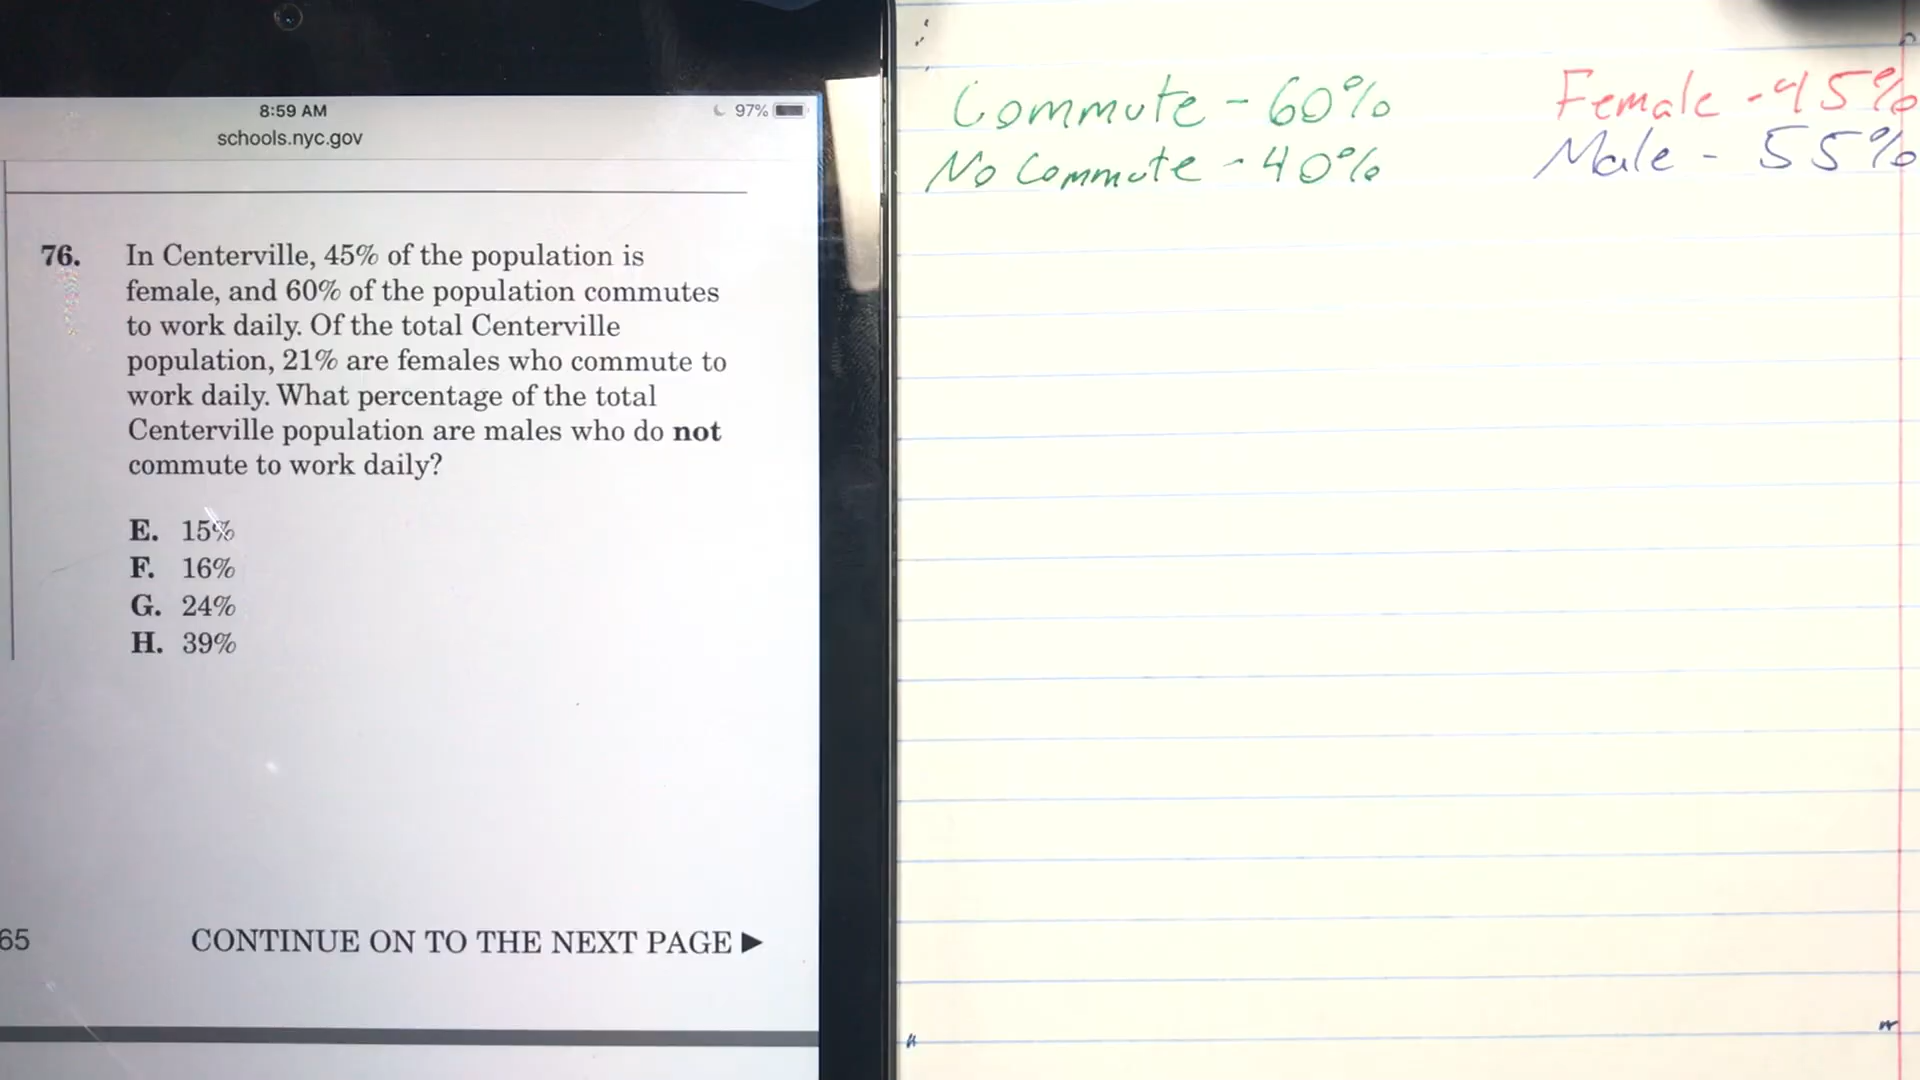 8:59 AM
97%
schools.nyc.gov
76. In Centerville, 45% of the population is
female, and 60% of the population commutes
to work daily. Of the total Centerville
population, 21% are females who commute to
work daily. What percentage of the total
Centerville population are males who do not
commute to work daily?
E. 15%
F. 16%
G. 24%
H. 39%
65
CONTINUE ON TO THE NEXT PAGE ►
Commute - 60%
No Commute - 40%
Female - 45%
Male - 55%